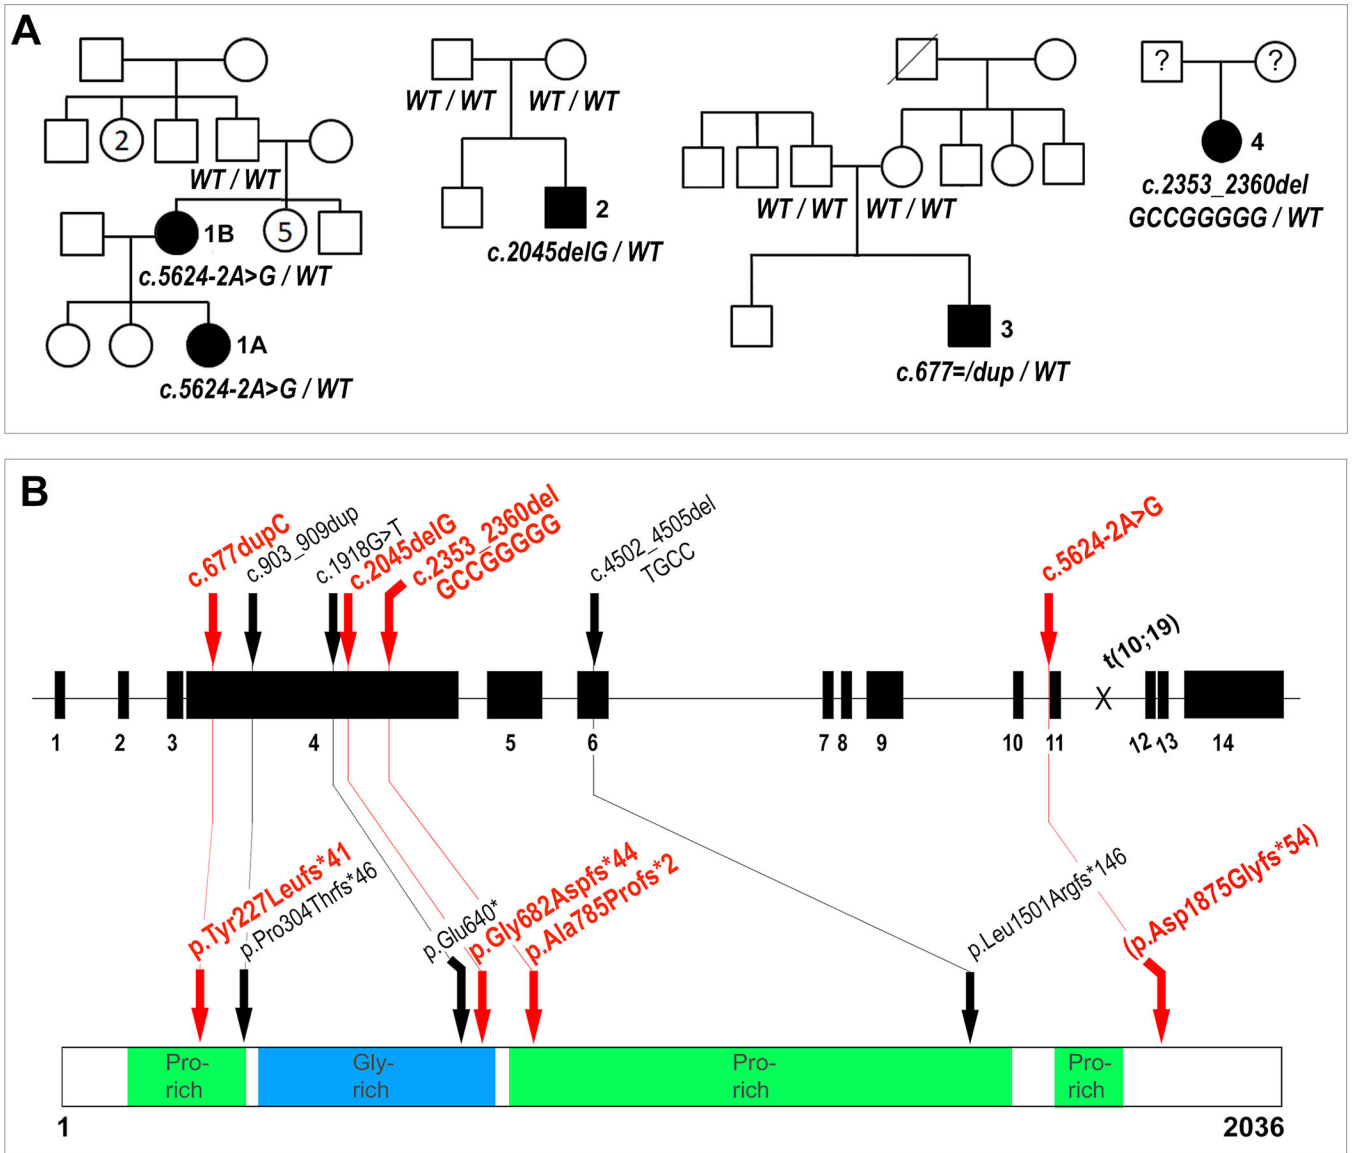 A
?
?
2
4
WT / WT
WT / WT
c.2353_2360del
GCCGGGGG / WT
WT / WT
WT / WT
WT / WT
1B
5
2
c.2045delG / WT
c.5624-2A>G / WT
3
1A
c.677=/dup / WT
c.5624-2A>G / WT
B
c.677dupC
c.903_909dup
c.1918G>T
c.2045delG
c.2353_2360del
GCCGGGGG
c.4502_4505del
TGCC
c.5624-2A>G
t(10;19)
X
1
2
3
4
5
6
7
8
9
10
11
12
13
14
p.Tyr227Leufs*41
p.Pro304Thrfs*46
p.Glu640*
p.Gly682Aspfs*44
p.Ala785Profs*2
p.Leu1501Argfs*146
(p.Asp1875Glyfs*54)
Pro-
rich
Gly-
rich
Pro-
rich
Pro-
rich
1
2036